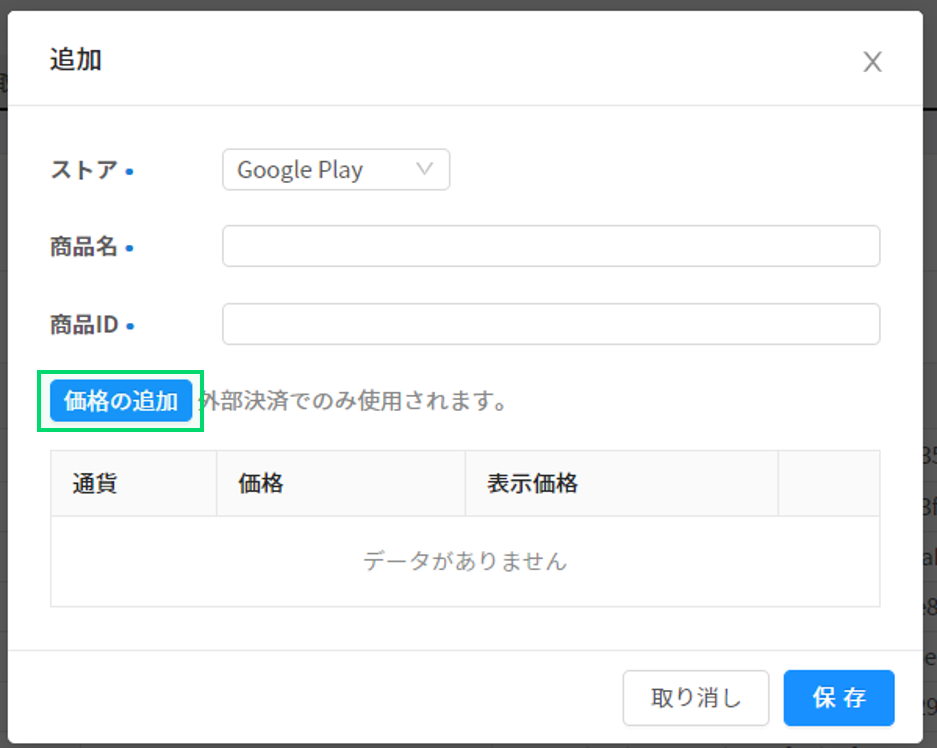 追加
X
ストア
Google Play
商品名
商品ID
価格の追加 外部決済でのみ使用されます。
通貨 価格 表示価格
データがありません
取り消し 保存